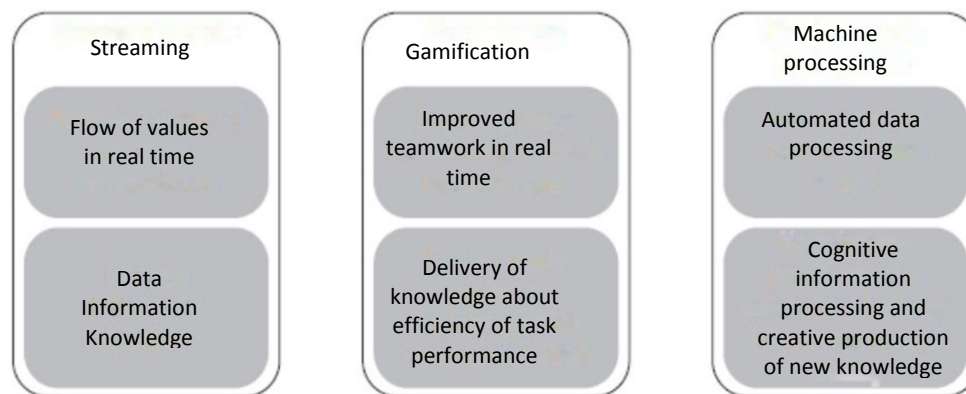 Streaming
Flow of values
in real time
Data
Information
Knowledge
Gamification
Improved
teamwork in real
time
Delivery of
knowledge about
efficiency of task
performance
Machine
processing
Automated data
processing
Cognitive
information
processing and
creative production
of new knowledge